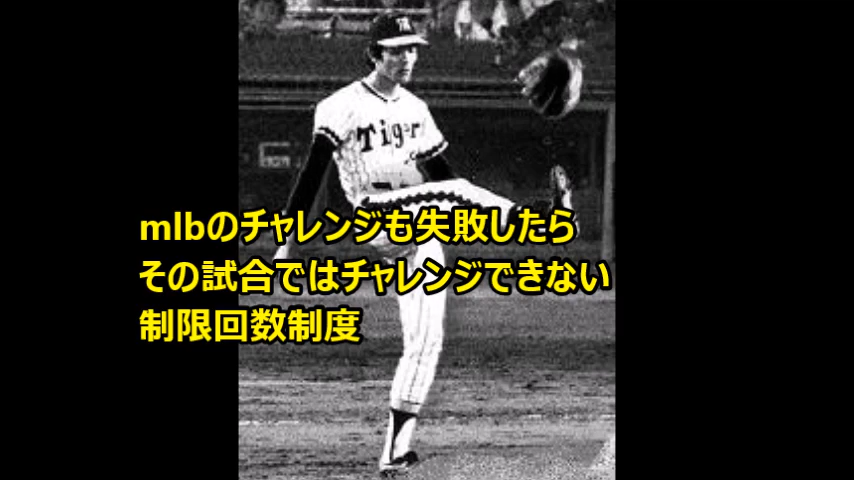 Tigers
mlbのチャレンジも失敗したら
その試合ではチャレンジできない
制限回数制度